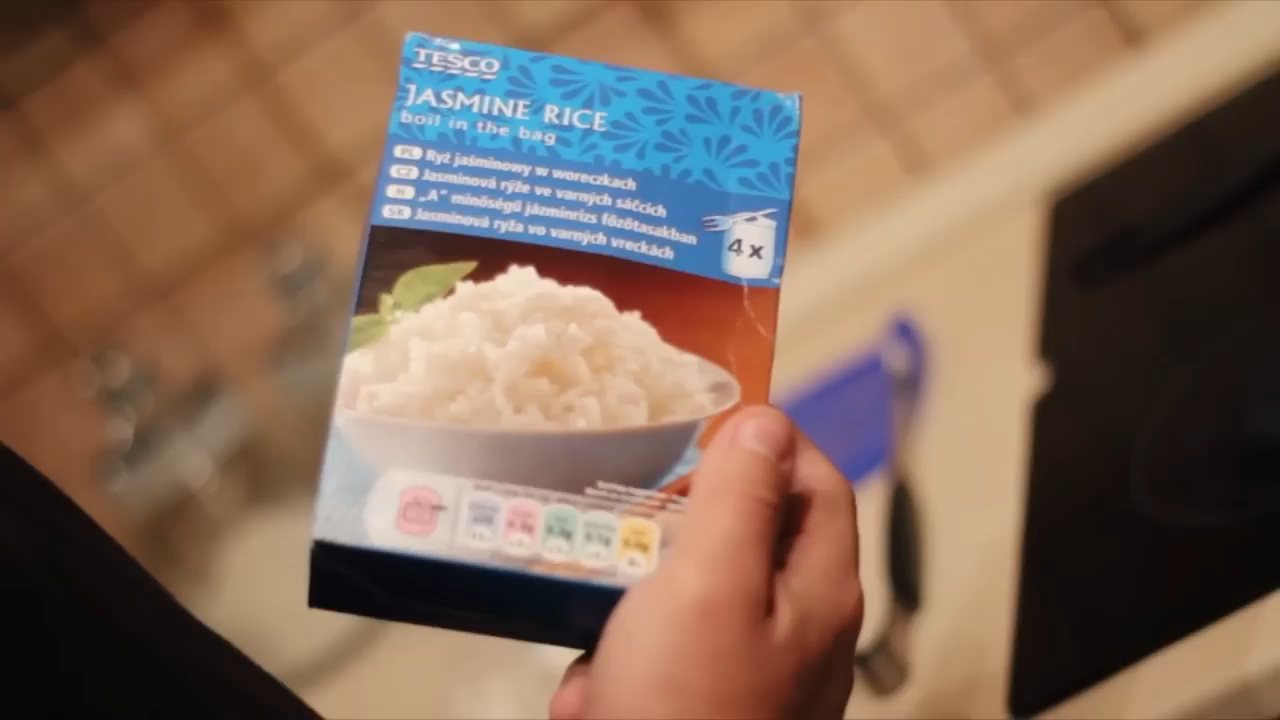 TESCO
JASMINE RICE
boil in the bag
PL Ryż jaśminowy w woreczkach
CZ Jasminová rýže ve varných sáčcích
H „A" minőségű jázminrizs főzőtasakban
SK Jasmínová ryža vo varných vreckách
4 x